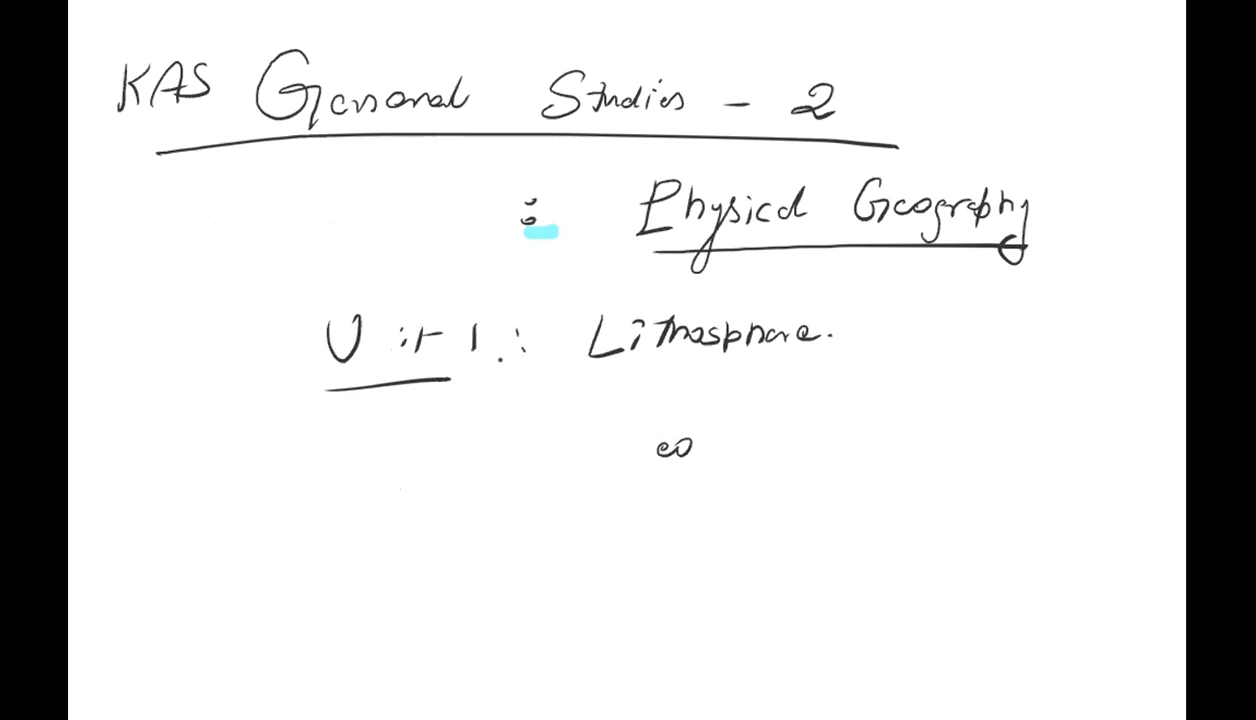 KAS General Studies - 2
: Physical Geography
Unit 1 : Lithosphere.